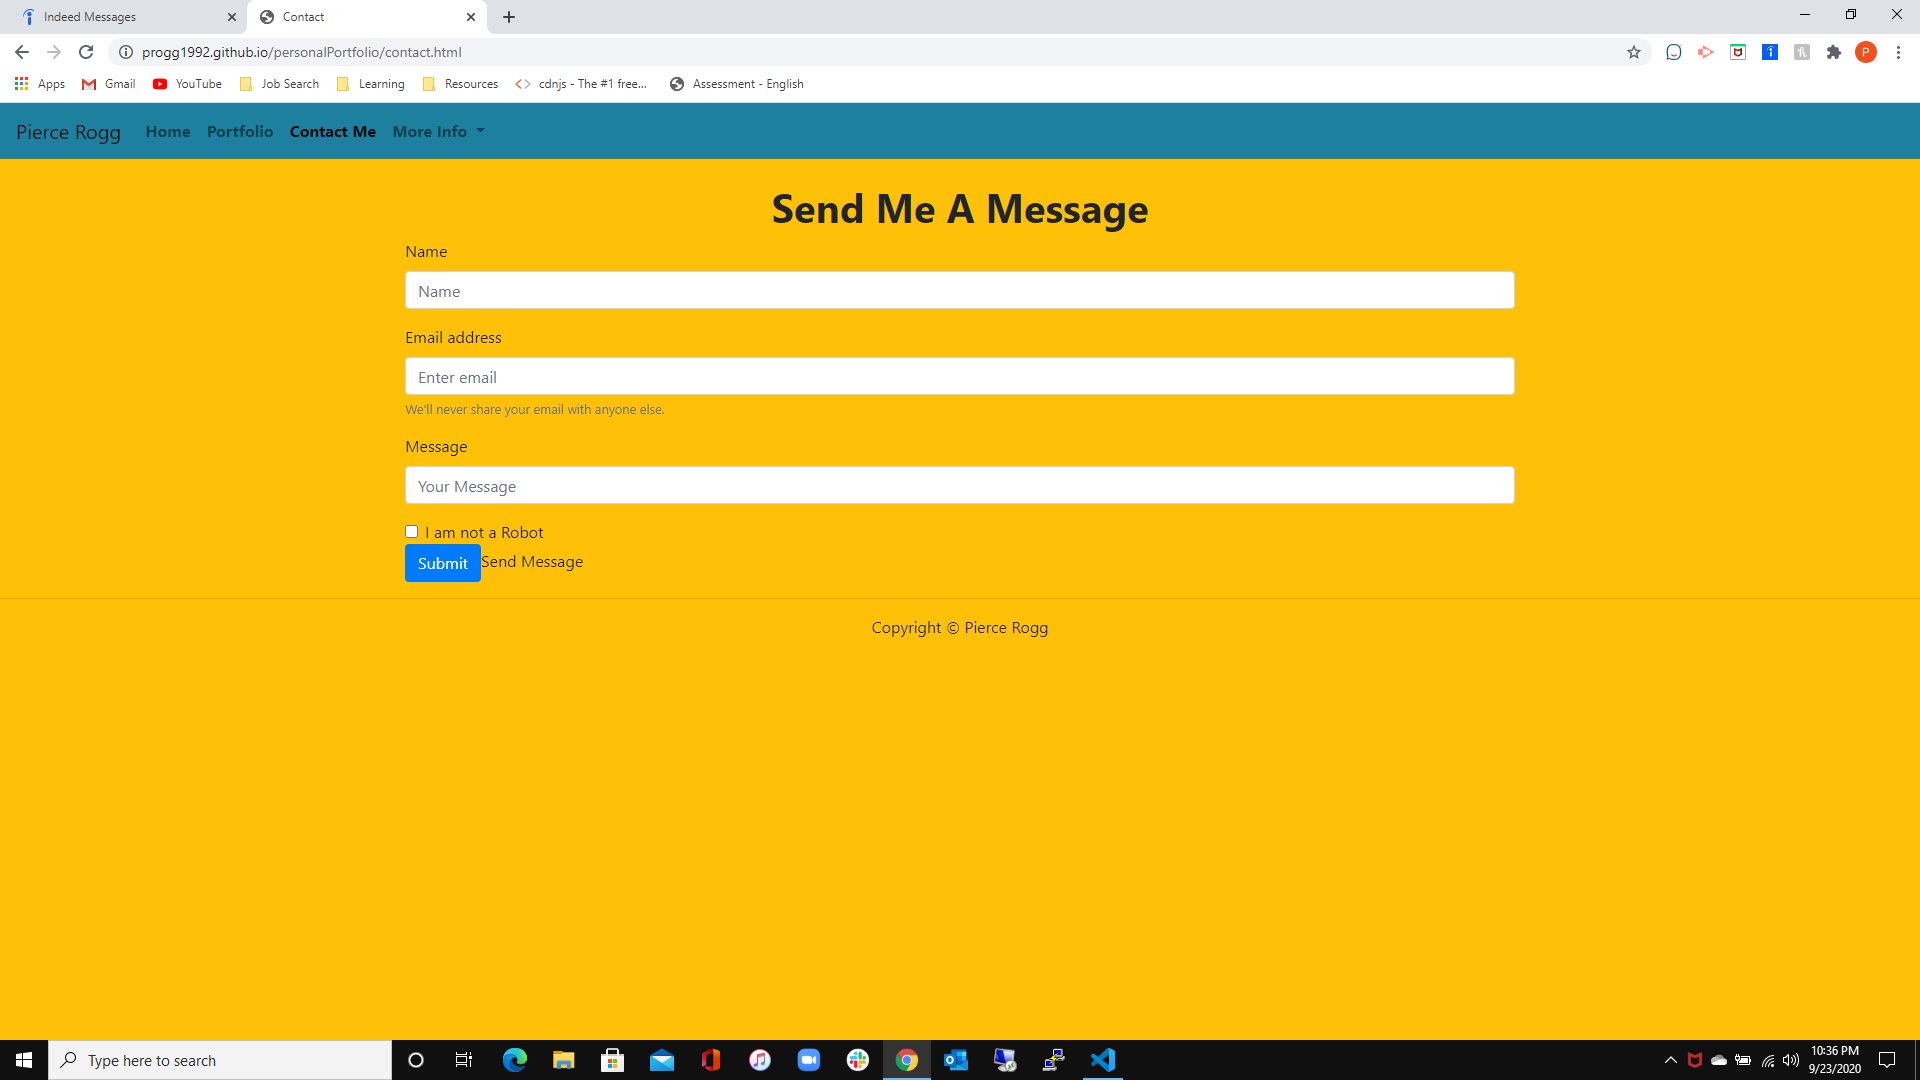 Indeed Messages
Contact
progg1992.github.io/personalPortfolio/contact.html
P
Apps
Gmail
YouTube
Job Search
Learning
Resources
cdnjs - The #1 free...
Assessment - English
Pierce Rogg
Home
Portfolio
Contact Me
More Info
Send Me A Message
Name
Name
Email address
Enter email
We'll never share your email with anyone else.
Message
Your Message
I am not a Robot
Submit Send Message
Copyright © Pierce Rogg
Type here to search
10:36 PM
9/23/2020